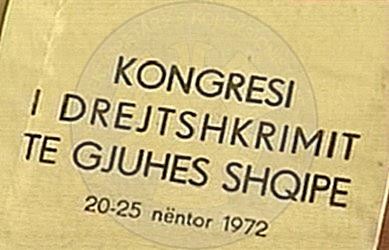 KONGRESI
I DREJTSHKRIMIT
TE GJUHES SHQIPE
20-25 nëntor 1972